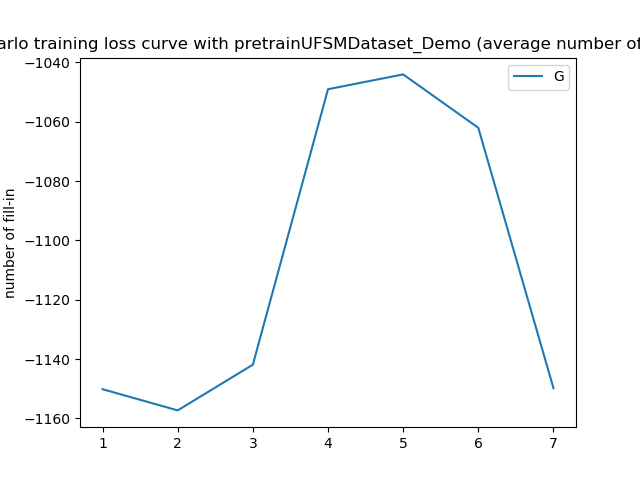 training loss curve with pretrainUFSMDataset_Demo (average number of
G
number of fill-in
−1040
−1060
−1080
−1100
−1120
−1140
−1160
1 2 3 4 5 6 7